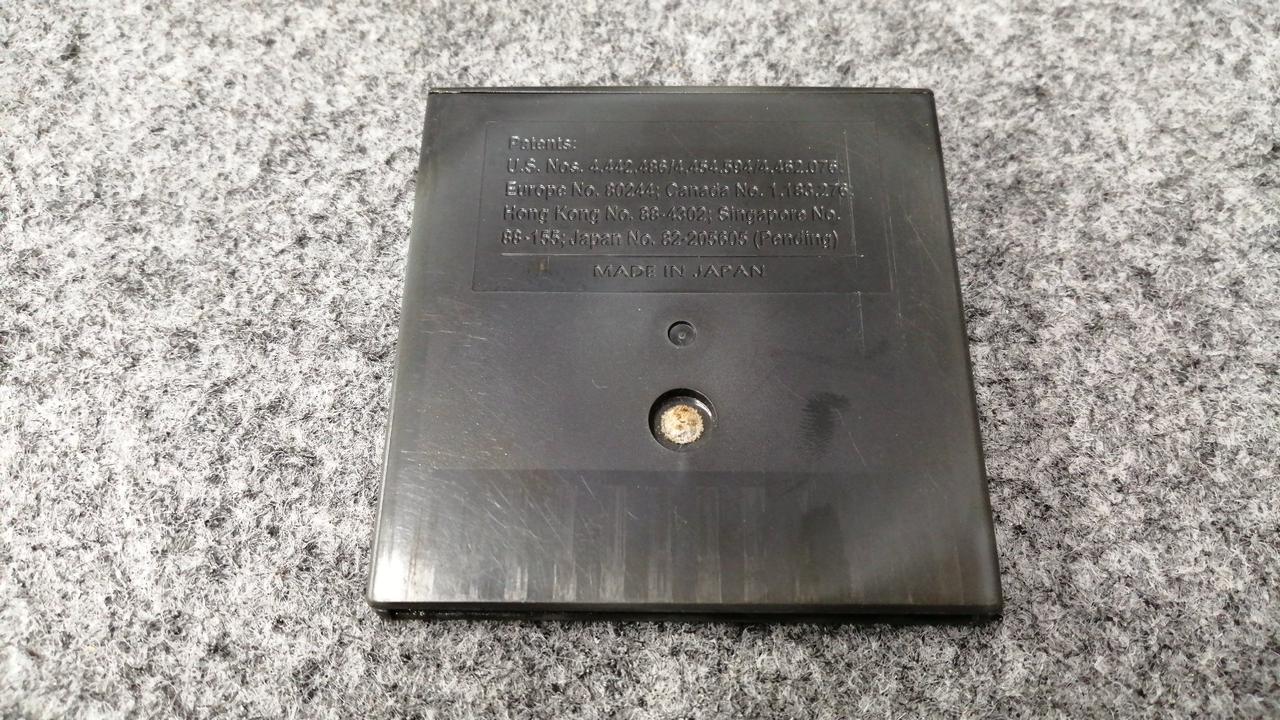 Patents:
U.S. Nos. 4,442,486/4,454,594/4,462,076;
Europe No. 80244; Canada No. 1,183,276;
Hong Kong No. 88-4302; Singapore No.
88-155; Japan No. 82-205605 (Pending)
MADE IN JAPAN